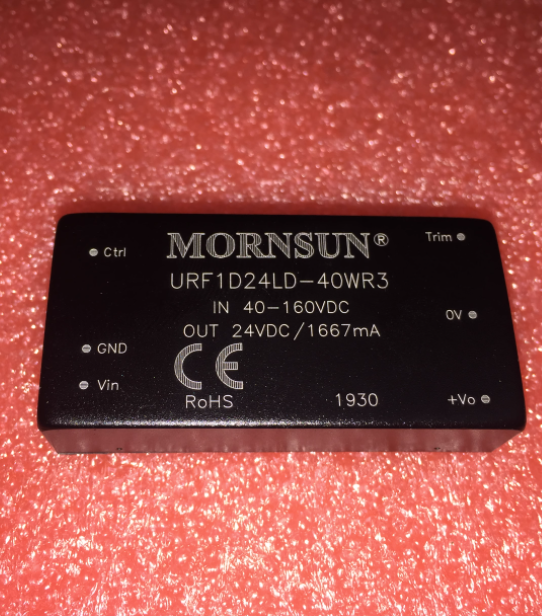 Ctrl
MORNSUN®
Trim
URF1D24LD-40WR3
IN 40-160VDC
0V
OUT 24VDC/1667mA
GND
CE
Vin
RoHS
1930
+Vo